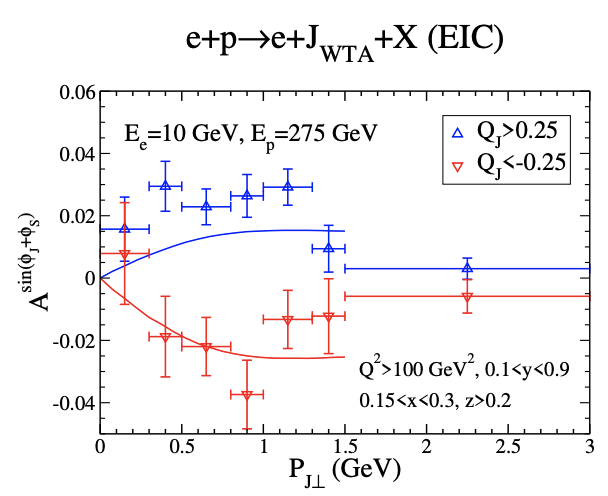 e+p→e+J_WTA+X (EIC)
0.06
E_e=10 GeV, E_p=275 GeV
Q_J>0.25
Q_J<-0.25
0.04
0.02
0
-0.02
-0.04
A^sin(ϕ_J+ϕ_S)
Q^2>100 GeV^2, 0.1<y<0.9
0.15<x<0.3, z>0.2
0 0.5 1 1.5 2 2.5 3
P_J⊥ (GeV)